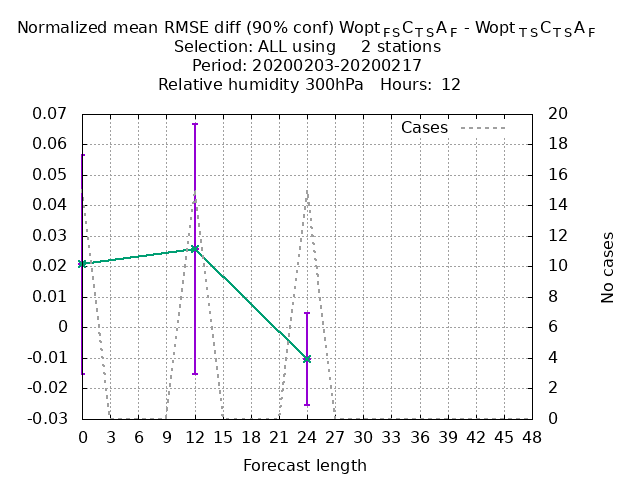 Normalized mean RMSE diff (90% conf) Wopt FS C TS A F - Wopt TS C TS A F
Selection: ALL using 2 stations
Period: 20200203-20200217
Relative humidity 300hPa Hours: 12
Cases
0.07
0.06
0.05
0.04
0.03
0.02
0.01
0
-0.01
-0.02
-0.03
20
18
16
14
12
10
8
6
4
2
0
No cases
0 3 6 9 12 15 18 21 24 27 30 33 36 39 42 45 48
Forecast length